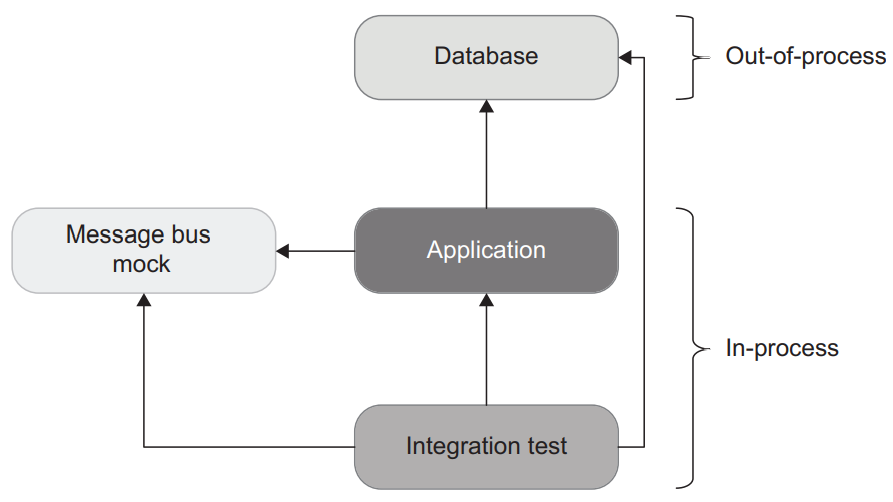 Database
Out-of-process
Message bus
mock
Application
In-process
Integration test